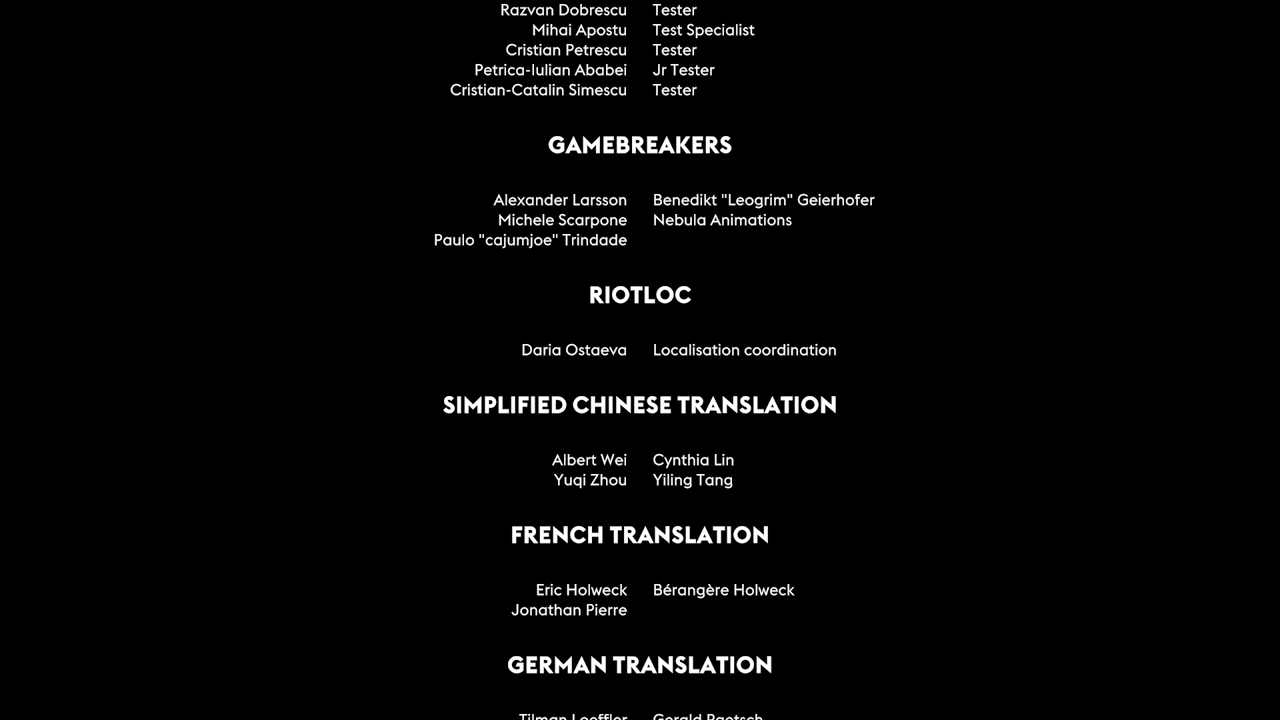 Razvan Dobrescu Tester
Mihai Apostu Test Specialist
Cristian Petrescu Tester
Petrica-Iulian Ababei Jr Tester
Cristian-Catalin Simescu Tester
GAMEBREAKERS
Alexander Larsson Benedikt "Leogrim" Geierhofer
Michele Scarpone Nebula Animations
Paulo "cajumjoe" Trindade
RIOTLOC
Daria Ostaeva Localisation coordination
SIMPLIFIED CHINESE TRANSLATION
Albert Wei Cynthia Lin
Yuqi Zhou Yiling Tang
FRENCH TRANSLATION
Eric Holweck Bérangère Holweck
Jonathan Pierre
GERMAN TRANSLATION
Tilman Loeffler Gerald